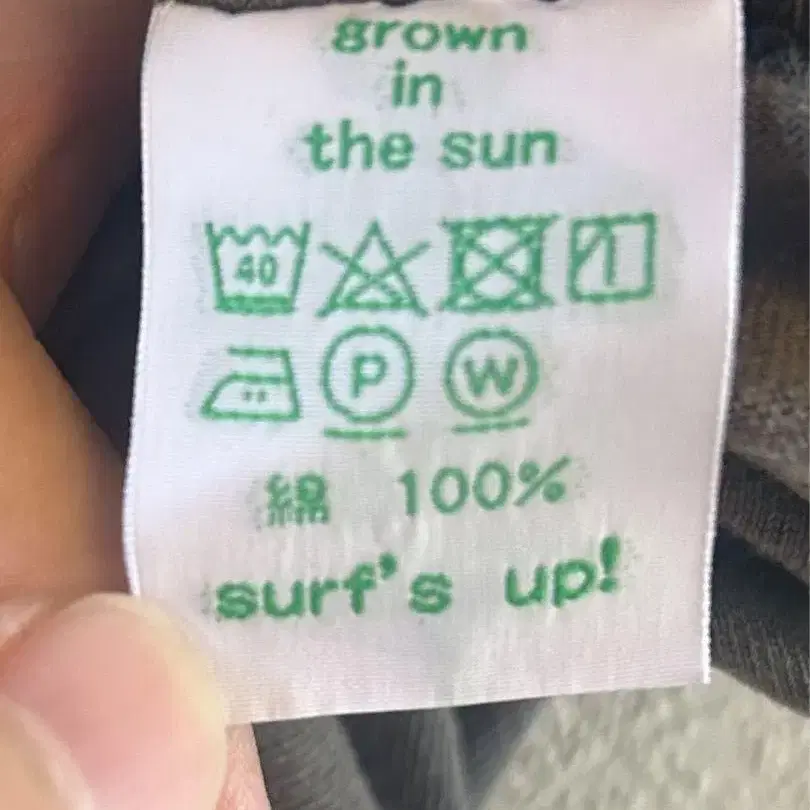 grown
in
the sun
40
P W
綿 100%
surf's up!